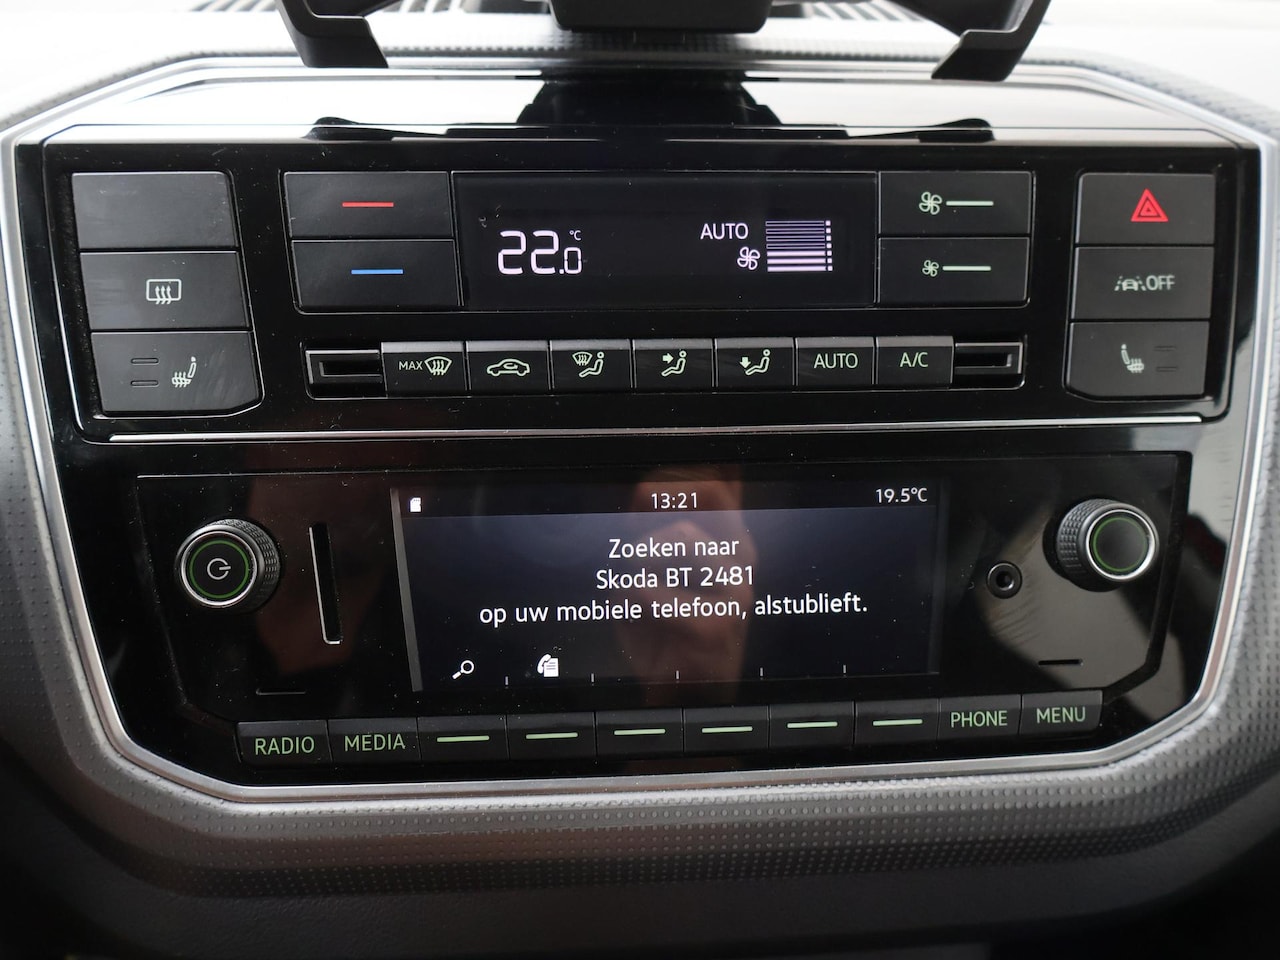 22.0 °C AUTO
OFF
MAX AUTO A/C
13:21 19.5°C
Zoeken naar
Skoda BT 2481
op uw mobiele telefoon, alstublieft.
RADIO MEDIA PHONE MENU